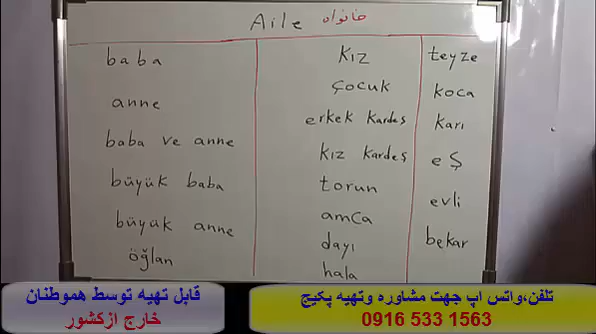 Aile خانواده
baba
anne
baba ve anne
büyük baba
büyük anne
öğlan
kız
çocuk
erkek kardeş
kız kardeş
torun
amca
dayı
hala
teyze
koca
karı
eş
evli
bekar
قابل تهیه توسط هموطنان
خارج ازکشور
تلفن،واتس اپ جهت مشاوره وتهیه پکیج
0916 533 1563